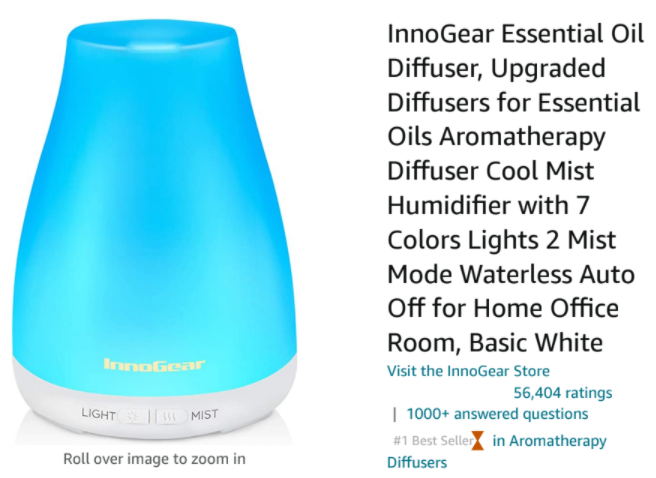 InnoGear
LIGHT
MIST
Roll over image to zoom in
InnoGear Essential Oil
Diffuser, Upgraded
Diffusers for Essential
Oils Aromatherapy
Diffuser Cool Mist
Humidifier with 7
Colors Lights 2 Mist
Mode Waterless Auto
Off for Home Office
Room, Basic White
Visit the InnoGear Store
56,404 ratings
| 1000+ answered questions
#1 Best Seller in Aromatherapy
Diffusers